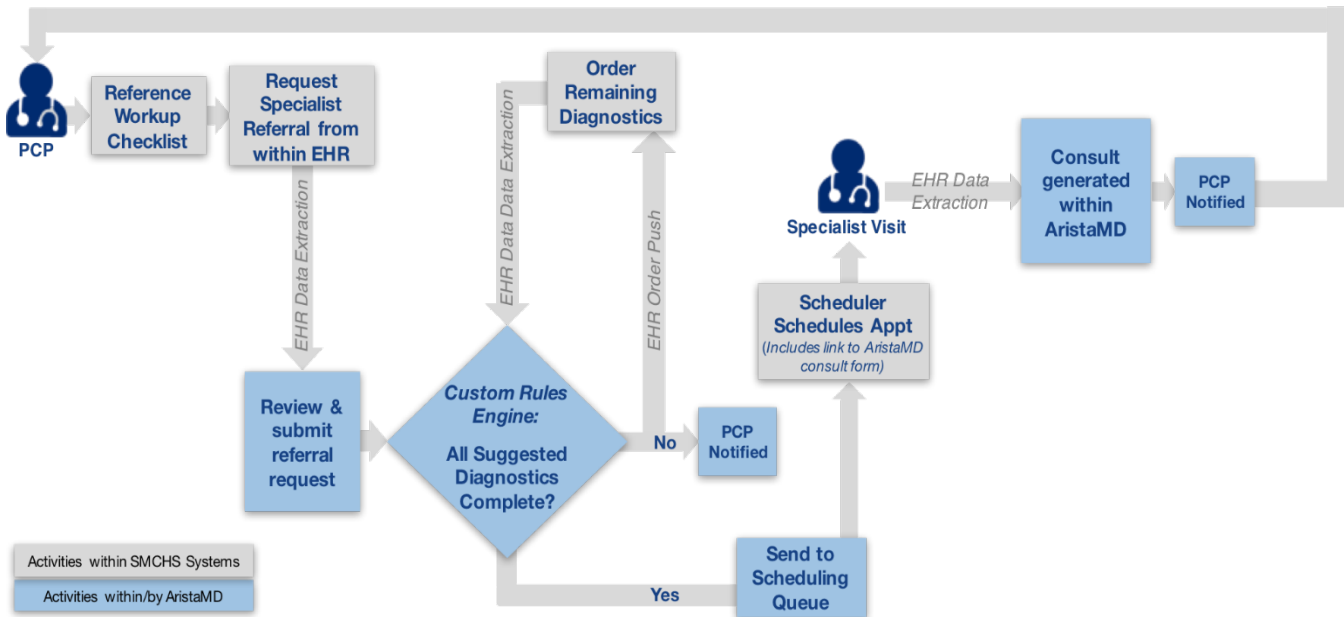 PCP
Reference
Workup
Checklist
Request
Specialist
Referral from
within EHR
EHR Data Extraction
Review &
submit
referral
request
Custom Rules
Engine:
All Suggested
Diagnostics
Complete?
EHR Data Data Extraction
Order
Remaining
Diagnostics
EHR Order Push
No
PCP
Notified
Yes
Send to
Scheduling
Queue
Scheduler
Schedules Appt
(Includes link to AristaMD
consult form)
Specialist Visit
EHR Data
Extraction
Consult
generated
within
AristaMD
PCP
Notified
Activities within SMCHS Systems
Activities within/by AristaMD